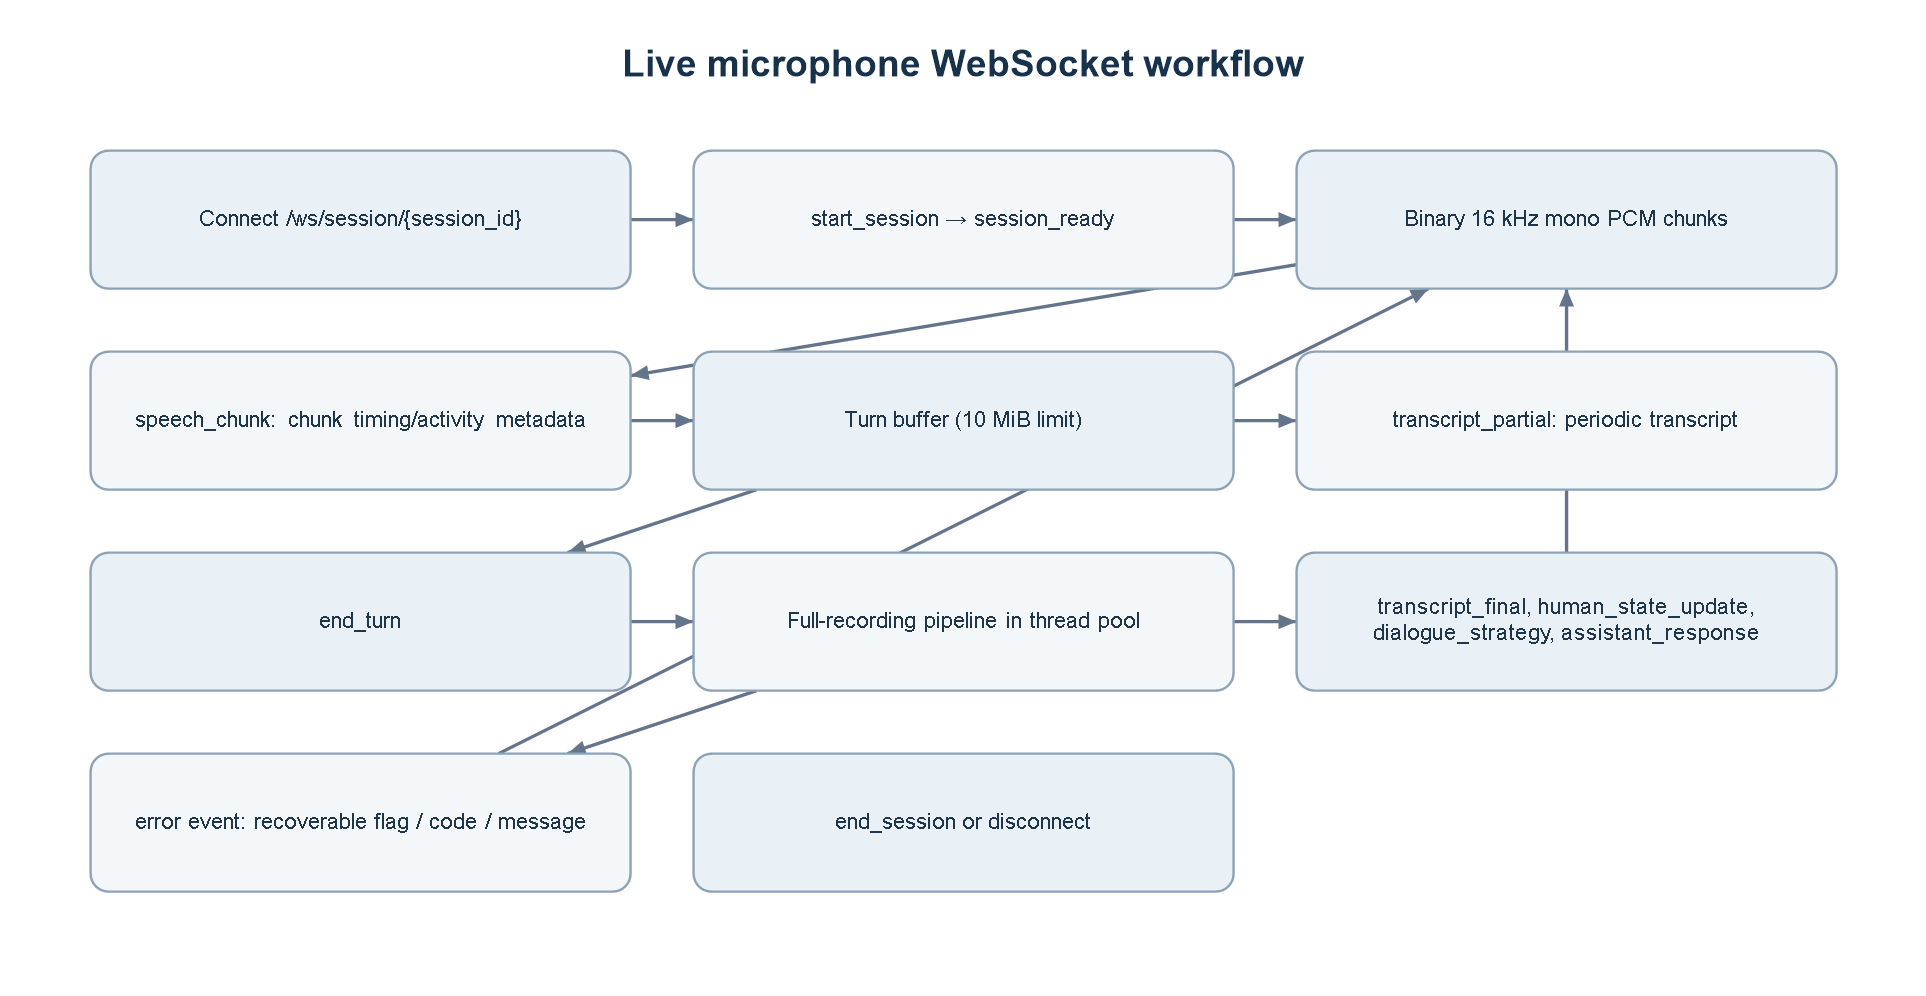 Live microphone WebSocket workflow
Connect /ws/session/{session_id}
start_session → session_ready
Binary 16 kHz mono PCM chunks
speech_chunk: chunk timing/activity metadata
Turn buffer (10 MiB limit)
transcript_partial: periodic transcript
end_turn
Full-recording pipeline in thread pool
transcript_final, human_state_update,
dialogue_strategy, assistant_response
error event: recoverable flag / code / message
end_session or disconnect